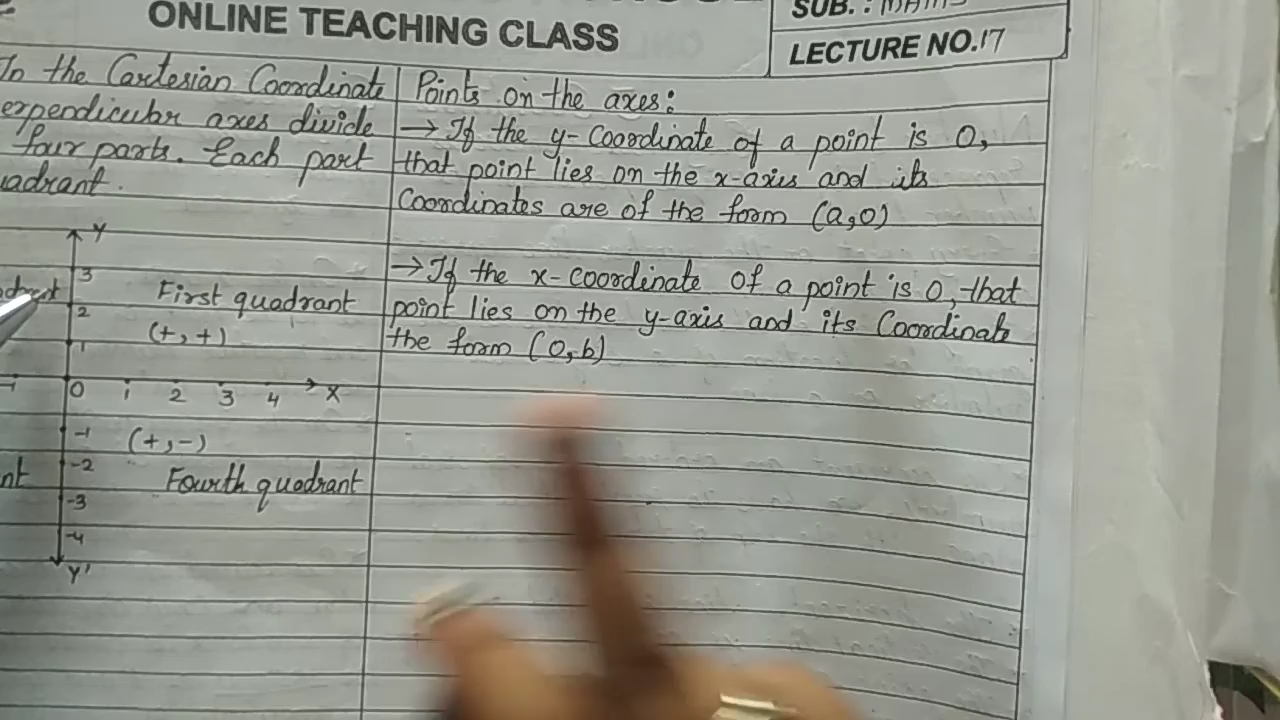 ONLINE TEACHING CLASS
SUB. : MATHS
LECTURE NO.17
In the Cartesian Coordinate
erpendicular axes divide
four parts. Each part
uadrant.
Points on the axes:
→ If the y-Coordinate of a point is 0,
that point lies on the x-axis and its
Coordinates are of the form (a,0)
→ If the x-coordinate of a point is 0, that
point lies on the y-axis and its Coordinate
the form (0,b)
Y
3
First quadrant
2
(+,+)
1
-1 0 1 2 3 4 X
-1 (+,-)
-2
nt Fourth quadrant
-3
-4
Y'